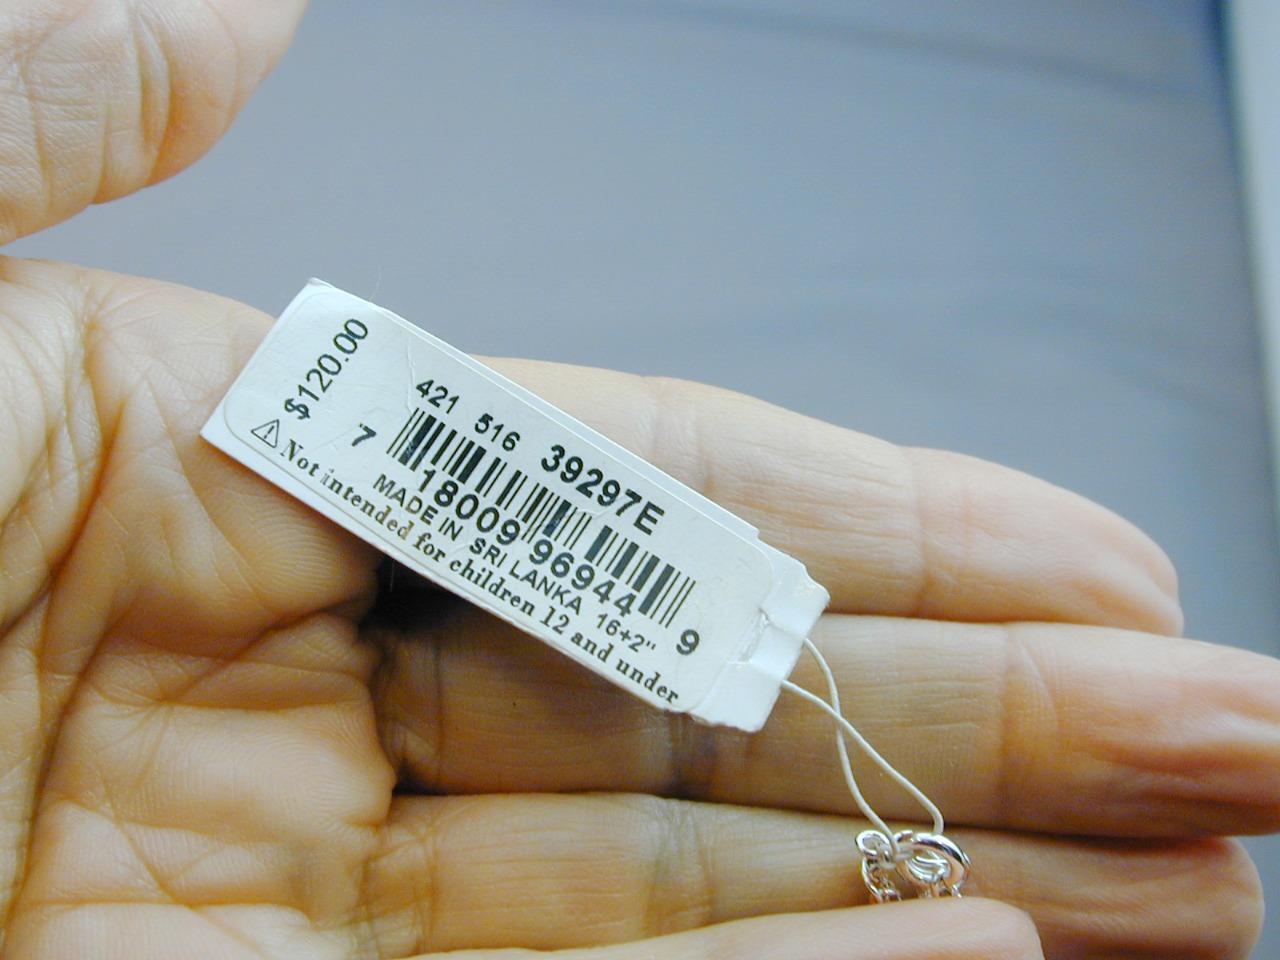 $120.00
421 516 39297E
7 18009 96944 9
MADE IN SRI LANKA 16+2"
⚠ Not intended for children 12 and under